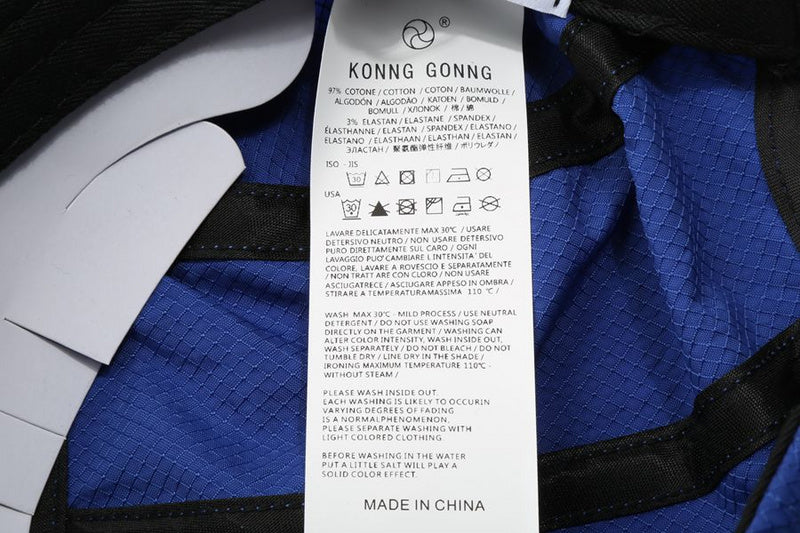 ®
KONNG GONNG
97% COTONE / COTTON / COTON / BAUMWOLLE /
ALGODÓN / ALGODÃO / KATOEN / BOMULD /
BOMULL / ХЛОПОК / 棉 / 綿
3% ELASTAN / ELASTANE / SPANDEX /
ÉLASTHANNE / ELASTAN / SPANDEX / ELASTANO /
ELASTANO / ELASTHAAN / ELASTHAN / ELASTAN /
ЭЛАСТАН / 聚氨酯弹性纤维 / ポリウレタン
ISO - JIS
30
USA
30
LAVARE DELICATAMENTE MAX 30℃ / USARE
DETERSIVO NEUTRO / NON USARE DETERSIVO
PURO DIRETTAMENTE SUL CARO / OGNI
LAVAGGIO PUO' CAMBIARE L'INTENSITA' DEL
COLORE, LAVARE A ROVESCIO E SEPARATAMENTE
/ NON TRATT ARE CON CLORO / NON USARE
ASCIUGATRECE / ASCIUGARE APPESO IN OMBRA /
STIRARE A TEMPERATURAMASSIMA 110 ℃ /
WASH MAX 30℃ - MILD PROCESS / USE NEUTRAL
DETERGENT / DO NOT USE WASHING SOAP
DIRECTLY ON THE GARMENT / WASHING CAN
ALTER COLOR INTENSITY, WASH INSIDE OUT,
WASH SEPARATELY / DO NOT BLEACH / DO NOT
TUMBLE DRY / LINE DRY IN THE SHADE /
IRONING MAXIMUM TEMPERATURE 110℃ -
WITHOUT STEAM /
PLEASE WASH INSIDE OUT.
EACH WASHING IS LIKELY TO OCCURIN
VARYING DEGREES OF FADING
IS A NORMALPHENOMENON.
PLEASE SEPARATE WASHING WITH
LIGHT COLORED CLOTHING.
BEFORE WASHING IN THE WATER
PUT A LITTLE SALT WILL PLAY A
SOLID COLOR EFFECT.
MADE IN CHINA